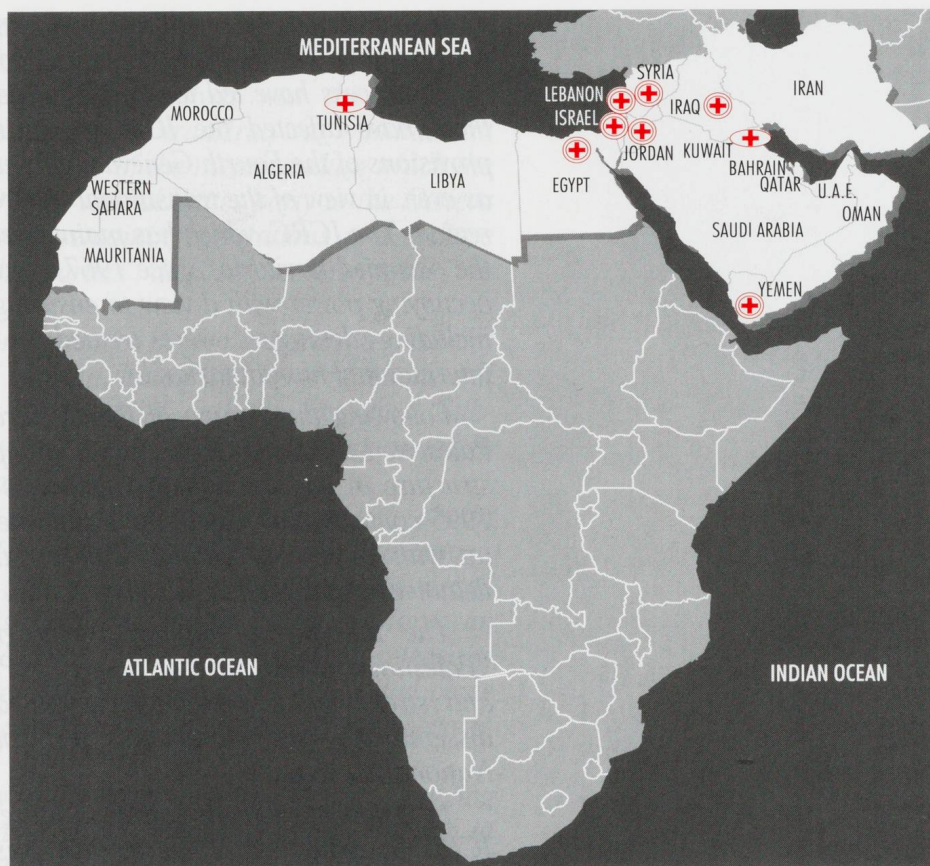 MEDITERRANEAN SEA
SYRIA
LEBANON
IRAN
MOROCCO
IRAQ
ISRAEL
TUNISIA
JORDAN
KUWAIT
ALGERIA
LIBYA
EGYPT
BAHRAIN
QATAR
U.A.E.
WESTERN
SAHARA
OMAN
SAUDI ARABIA
MAURITANIA
YEMEN
ATLANTIC OCEAN
INDIAN OCEAN